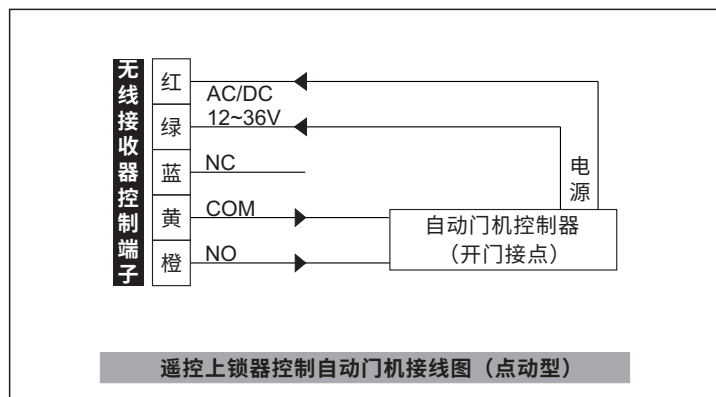 无线接收器控制端子
红
AC/DC
12~36V
绿
蓝
NC
黄
COM
橙
NO
电源
自动门机控制器
（开门接点）
遥控上锁器控制自动门机接线图（点动型）